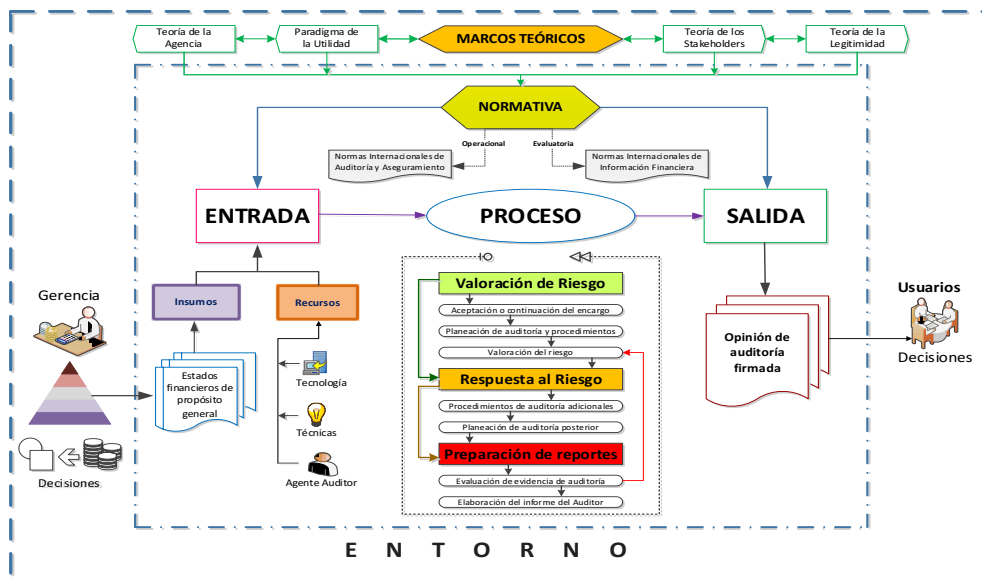 Teoría de la
Agencia
Paradigma de
la Utilidad
MARCOS TEÓRICOS
Teoría de los
Stakeholders
Teoría de la
Legitimidad
NORMATIVA
Operacional
Evaluatoria
Normas Internacionales de
Auditoría y Aseguramiento
Normas Internacionales de
Información Financiera
ENTRADA
PROCESO
SALIDA
Gerencia
Insumos
Recursos
Estados
financieros de
propósito
general
Decisiones
Tecnología
Técnicas
Agente Auditor
Valoración de Riesgo
Aceptación o continuación del encargo
Planeación de auditoría y procedimientos
Valoración del riesgo
Respuesta al Riesgo
Procedimientos de auditoría adicionales
Planeación de auditoría posterior
Preparación de reportes
Evaluación de evidencia de auditoría
Elaboración del informe del Auditor
Opinión de
auditoría
firmada
Usuarios
Decisiones
ENTORNO